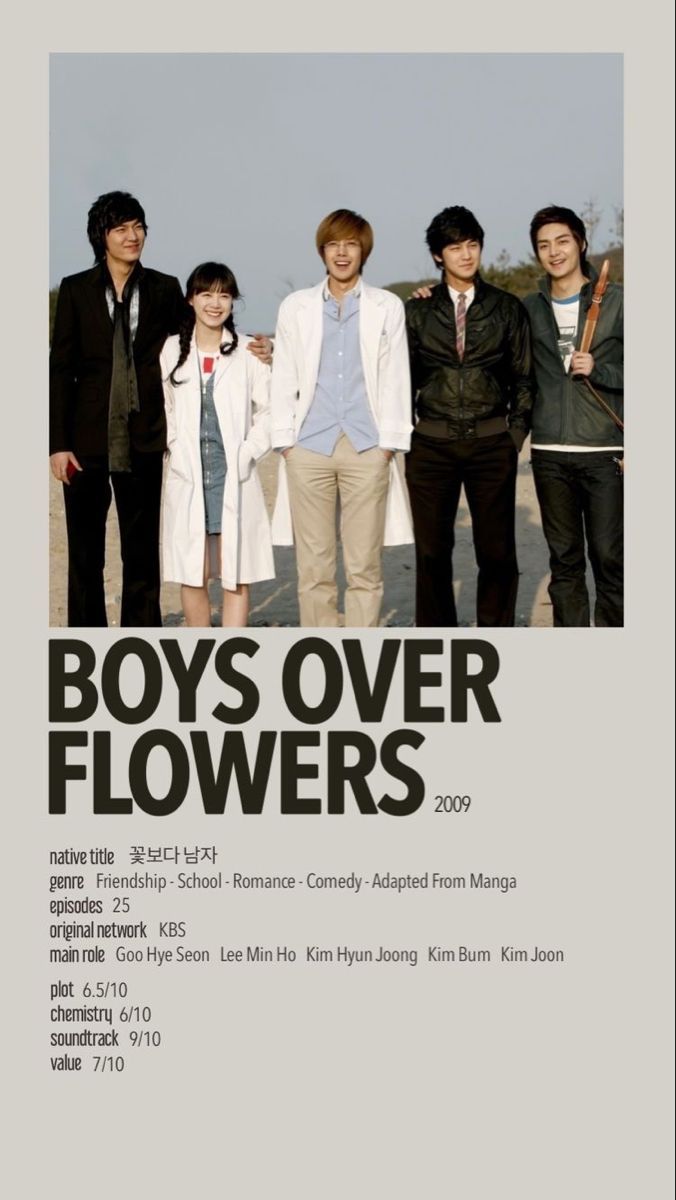 BOYS OVER
FLOWERS 2009
native title 꽃보다 남자
genre Friendship - School - Romance - Comedy - Adapted From Manga
episodes 25
original network KBS
main role Goo Hye Seon Lee Min Ho Kim Hyun Joong Kim Bum Kim Joon
plot 6.5/10
chemistry 6/10
soundtrack 9/10
value 7/10